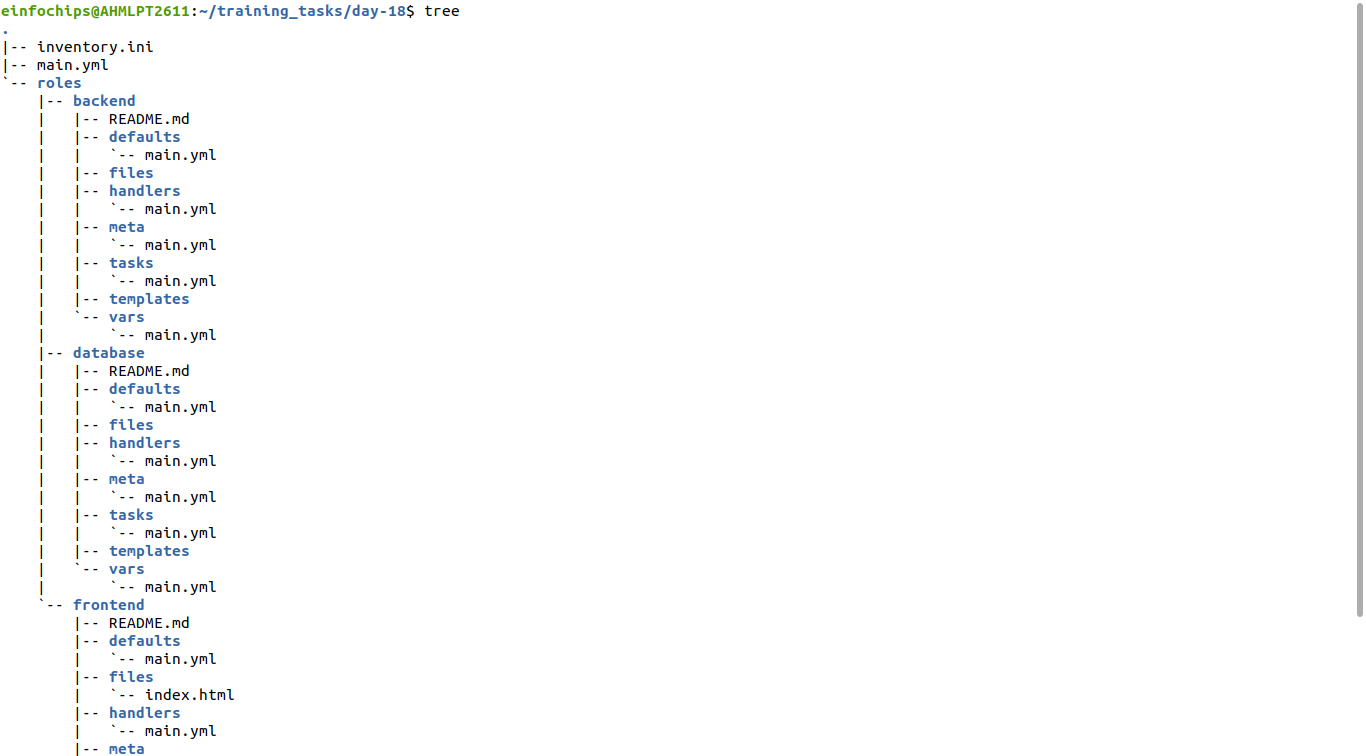 einfochips@AHMLPT2611:~/training_tasks/day-18$ tree
.
|-- inventory.ini
|-- main.yml
`-- roles
    |-- backend
    |   |-- README.md
    |   |-- defaults
    |   |   `-- main.yml
    |   |-- files
    |   |-- handlers
    |   |   `-- main.yml
    |   |-- meta
    |   |   `-- main.yml
    |   |-- tasks
    |   |   `-- main.yml
    |   |-- templates
    |   `-- vars
    |       `-- main.yml
    |-- database
    |   |-- README.md
    |   |-- defaults
    |   |   `-- main.yml
    |   |-- files
    |   |-- handlers
    |   |   `-- main.yml
    |   |-- meta
    |   |   `-- main.yml
    |   |-- tasks
    |   |   `-- main.yml
    |   |-- templates
    |   `-- vars
    |       `-- main.yml
    `-- frontend
        |-- README.md
        |-- defaults
        |   `-- main.yml
        |-- files
        |   `-- index.html
        |-- handlers
        |   `-- main.yml
        |-- meta